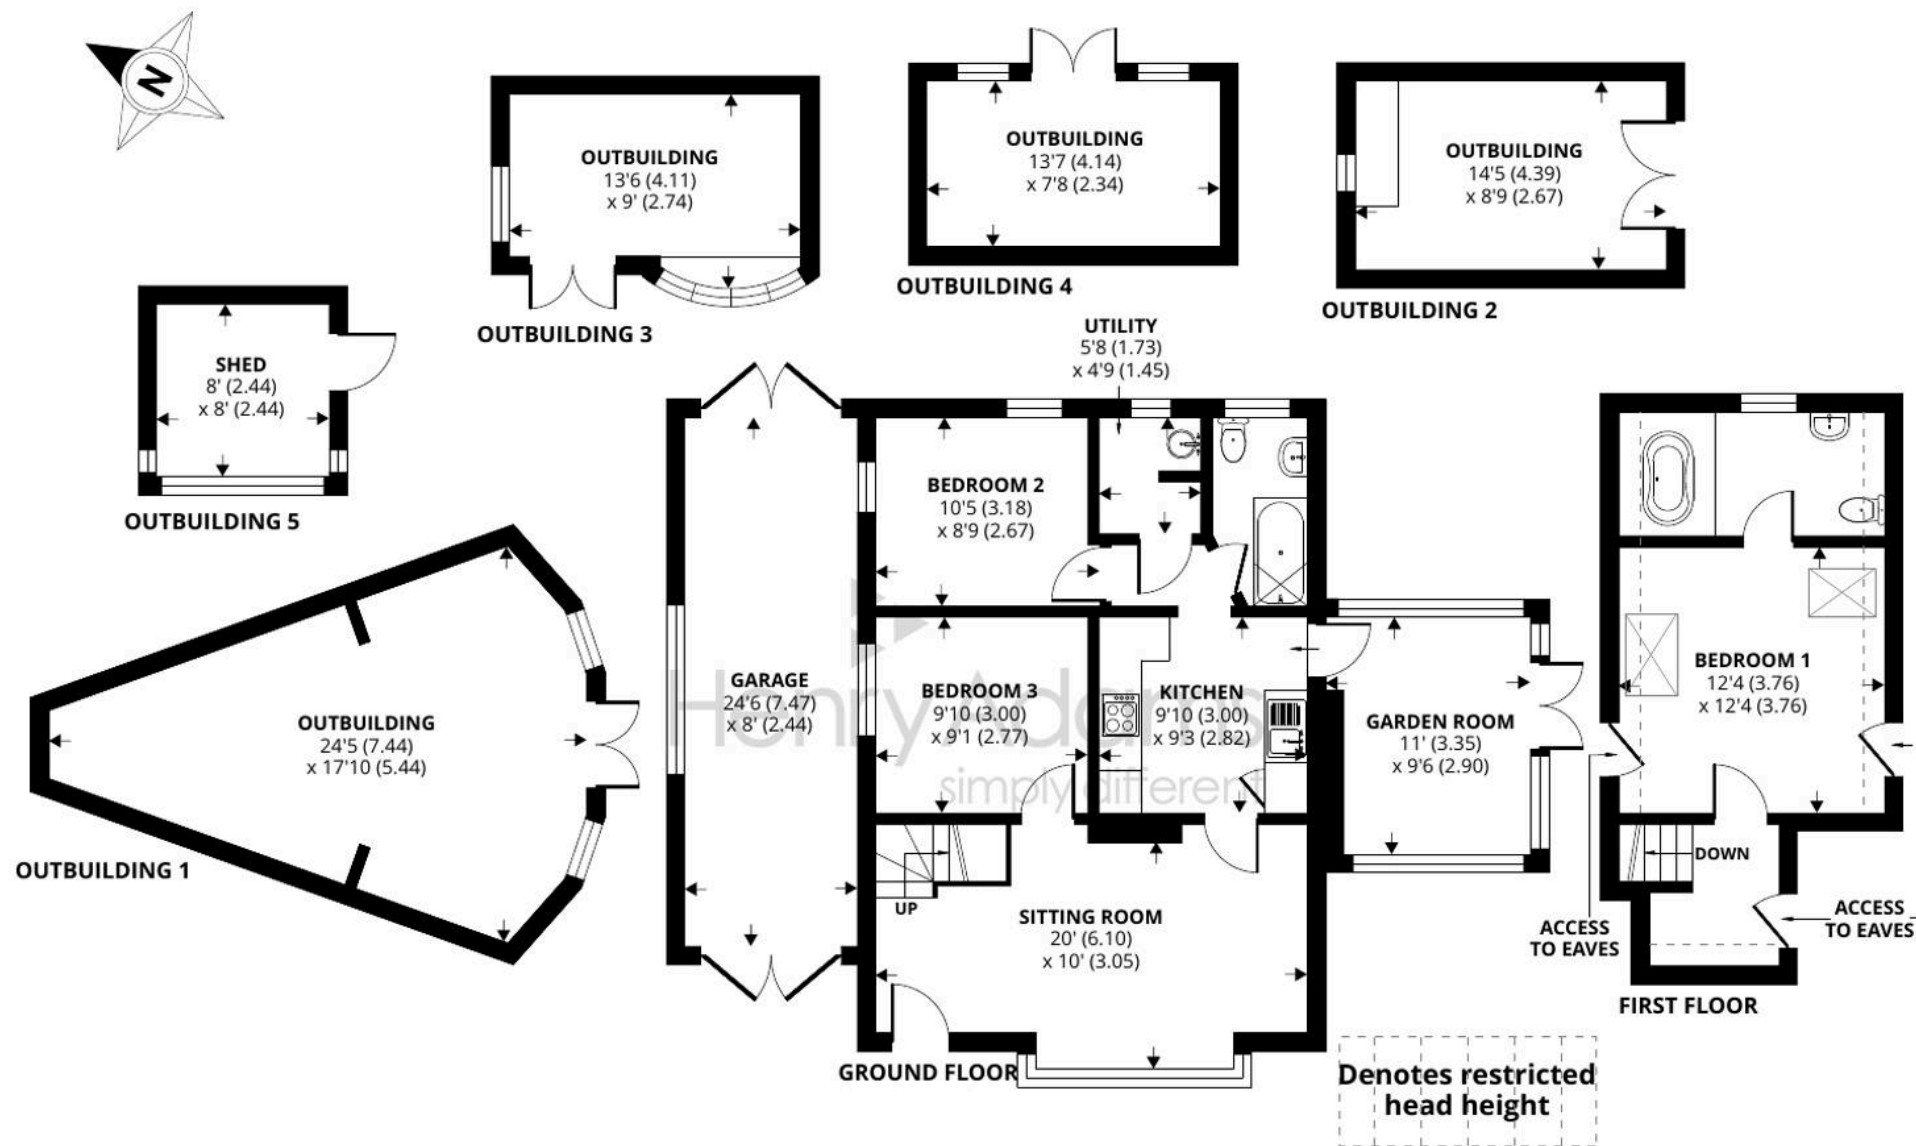 N
OUTBUILDING
13'6 (4.11)
x 9' (2.74)
OUTBUILDING 3
OUTBUILDING
13'7 (4.14)
x 7'8 (2.34)
OUTBUILDING 4
OUTBUILDING
14'5 (4.39)
x 8'9 (2.67)
OUTBUILDING 2
SHED
8' (2.44)
x 8' (2.44)
OUTBUILDING 5
UTILITY
5'8 (1.73)
x 4'9 (1.45)
BEDROOM 2
10'5 (3.18)
x 8'9 (2.67)
OUTBUILDING
24'5 (7.44)
x 17'10 (5.44)
OUTBUILDING 1
GARAGE
24'6 (7.47)
x 8' (2.44)
BEDROOM 3
9'10 (3.00)
x 9'1 (2.77)
KITCHEN
9'10 (3.00)
x 9'3 (2.82)
GARDEN ROOM
11' (3.35)
x 9'6 (2.90)
Henry Adams
simply different
UP
SITTING ROOM
20' (6.10)
x 10' (3.05)
GROUND FLOOR
BEDROOM 1
12'4 (3.76)
x 12'4 (3.76)
DOWN
ACCESS
TO EAVES
ACCESS
TO EAVES
FIRST FLOOR
Denotes restricted
head height